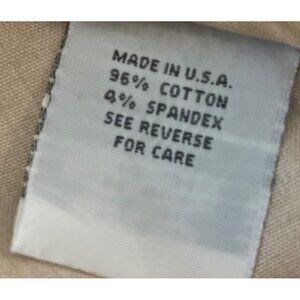 MADE IN U.S.A.
96% COTTON
4% SPANDEX
SEE REVERSE
FOR CARE